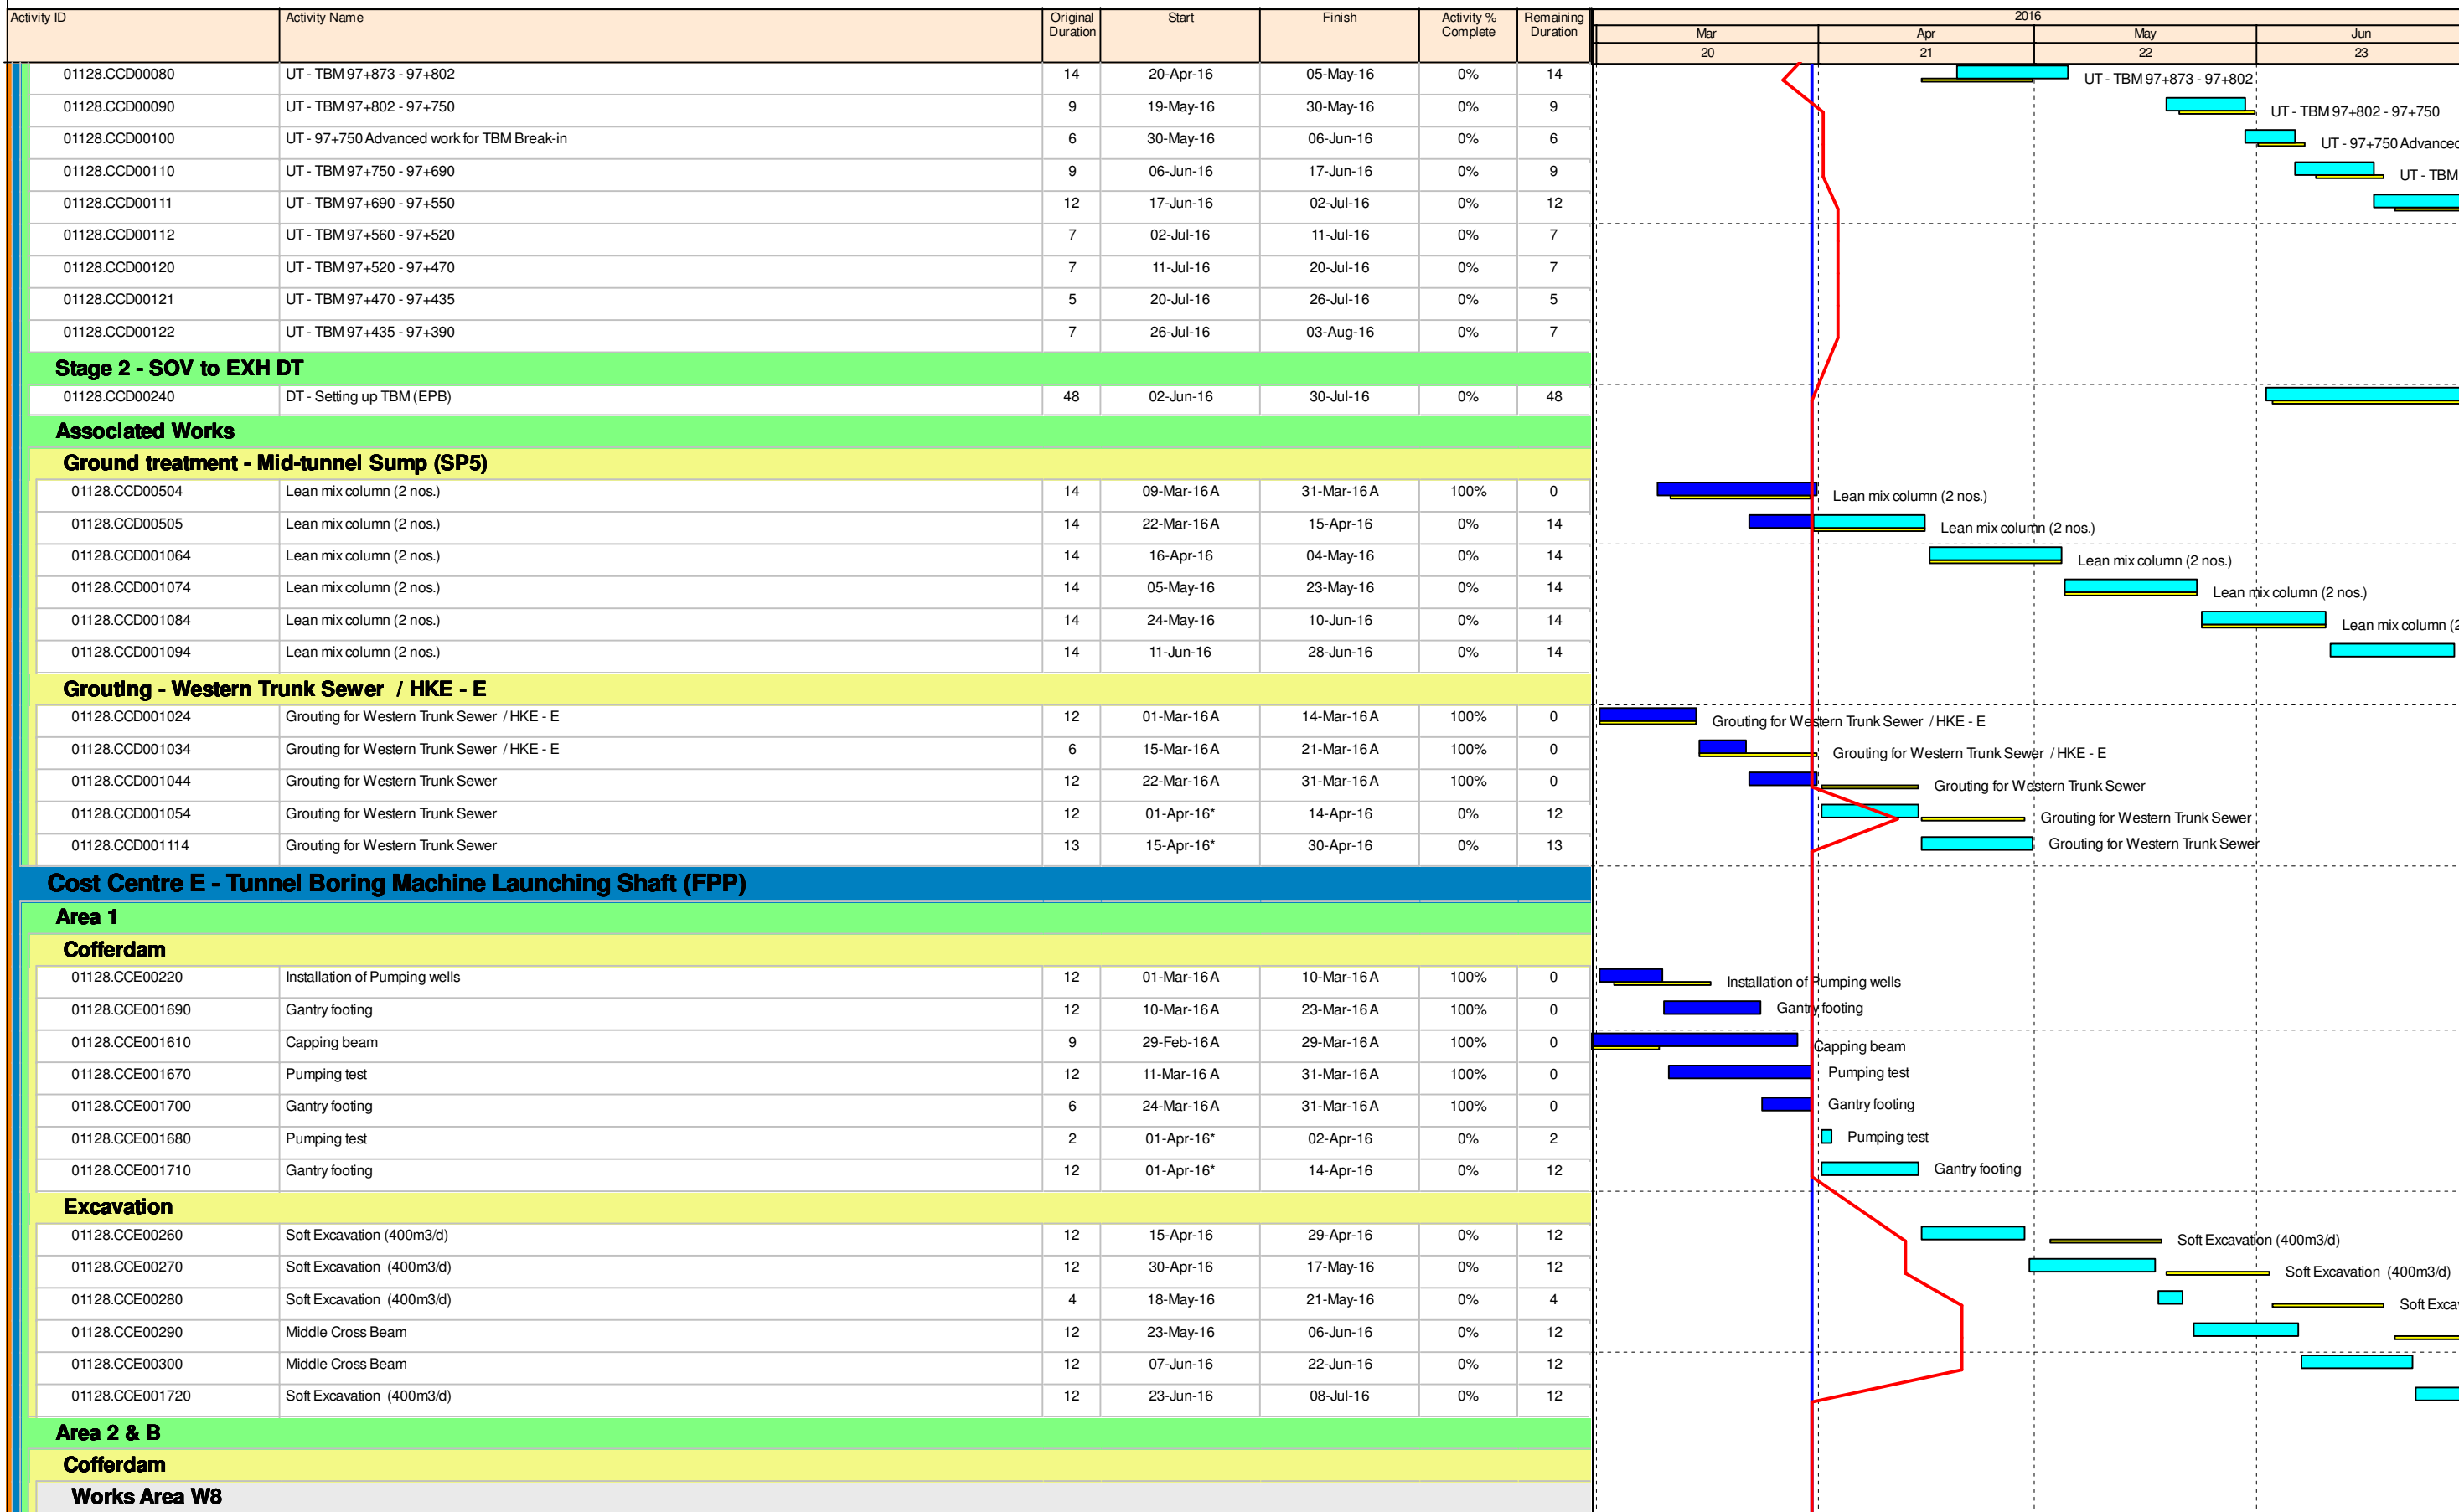 Activity ID Activity Name Original Duration Start Finish Activity % Complete Remaining Duration 2016
Mar Apr May Jun
20 21 22 23
01128.CCD00080 UT - TBM 97+873 - 97+802 14 20-Apr-16 05-May-16 0% 14 UT - TBM 97+873 - 97+802
01128.CCD00090 UT - TBM 97+802 - 97+750 9 19-May-16 30-May-16 0% 9 UT - TBM 97+802 - 97+750
01128.CCD00100 UT - 97+750 Advanced work for TBM Break-in 6 30-May-16 06-Jun-16 0% 6 UT - 97+750 Advanced
01128.CCD00110 UT - TBM 97+750 - 97+690 9 06-Jun-16 17-Jun-16 0% 9 UT - TBM
01128.CCD00111 UT - TBM 97+690 - 97+550 12 17-Jun-16 02-Jul-16 0% 12
01128.CCD00112 UT - TBM 97+560 - 97+520 7 02-Jul-16 11-Jul-16 0% 7
01128.CCD00120 UT - TBM 97+520 - 97+470 7 11-Jul-16 20-Jul-16 0% 7
01128.CCD00121 UT - TBM 97+470 - 97+435 5 20-Jul-16 26-Jul-16 0% 5
01128.CCD00122 UT - TBM 97+435 - 97+390 7 26-Jul-16 03-Aug-16 0% 7
Stage 2 - SOV to EXH DT
01128.CCD00240 DT - Setting up TBM (EPB) 48 02-Jun-16 30-Jul-16 0% 48
Associated Works
Ground treatment - Mid-tunnel Sump (SP5)
01128.CCD00504 Lean mix column (2 nos.) 14 09-Mar-16 A 31-Mar-16 A 100% 0 Lean mix column (2 nos.)
01128.CCD00505 Lean mix column (2 nos.) 14 22-Mar-16 A 15-Apr-16 0% 14 Lean mix column (2 nos.)
01128.CCD001064 Lean mix column (2 nos.) 14 16-Apr-16 04-May-16 0% 14 Lean mix column (2 nos.)
01128.CCD001074 Lean mix column (2 nos.) 14 05-May-16 23-May-16 0% 14 Lean mix column (2 nos.)
01128.CCD001084 Lean mix column (2 nos.) 14 24-May-16 10-Jun-16 0% 14 Lean mix column (2
01128.CCD001094 Lean mix column (2 nos.) 14 11-Jun-16 28-Jun-16 0% 14
Grouting - Western Trunk Sewer / HKE - E
01128.CCD001024 Grouting for Western Trunk Sewer / HKE - E 12 01-Mar-16 A 14-Mar-16 A 100% 0 Grouting for Western Trunk Sewer / HKE - E
01128.CCD001034 Grouting for Western Trunk Sewer / HKE - E 6 15-Mar-16 A 21-Mar-16 A 100% 0 Grouting for Western Trunk Sewer / HKE - E
01128.CCD001044 Grouting for Western Trunk Sewer 12 22-Mar-16 A 31-Mar-16 A 100% 0 Grouting for Western Trunk Sewer
01128.CCD001054 Grouting for Western Trunk Sewer 12 01-Apr-16* 14-Apr-16 0% 12 Grouting for Western Trunk Sewer
01128.CCD001114 Grouting for Western Trunk Sewer 13 15-Apr-16* 30-Apr-16 0% 13 Grouting for Western Trunk Sewer
Cost Centre E - Tunnel Boring Machine Launching Shaft (FPP)
Area 1
Cofferdam
01128.CCE00220 Installation of Pumping wells 12 01-Mar-16 A 10-Mar-16 A 100% 0 Installation of Pumping wells
01128.CCE001690 Gantry footing 12 10-Mar-16 A 23-Mar-16 A 100% 0 Gantry footing
01128.CCE001610 Capping beam 9 29-Feb-16 A 29-Mar-16 A 100% 0 Capping beam
01128.CCE001670 Pumping test 12 11-Mar-16 A 31-Mar-16 A 100% 0 Pumping test
01128.CCE001700 Gantry footing 6 24-Mar-16 A 31-Mar-16 A 100% 0 Gantry footing
01128.CCE001680 Pumping test 2 01-Apr-16* 02-Apr-16 0% 2 Pumping test
01128.CCE001710 Gantry footing 12 01-Apr-16* 14-Apr-16 0% 12 Gantry footing
Excavation
01128.CCE00260 Soft Excavation (400m3/d) 12 15-Apr-16 29-Apr-16 0% 12 Soft Excavation (400m3/d)
01128.CCE00270 Soft Excavation (400m3/d) 12 30-Apr-16 17-May-16 0% 12 Soft Excavation (400m3/d)
01128.CCE00280 Soft Excavation (400m3/d) 4 18-May-16 21-May-16 0% 4 Soft Exca
01128.CCE00290 Middle Cross Beam 12 23-May-16 06-Jun-16 0% 12
01128.CCE00300 Middle Cross Beam 12 07-Jun-16 22-Jun-16 0% 12
01128.CCE001720 Soft Excavation (400m3/d) 12 23-Jun-16 08-Jul-16 0% 12
Area 2 & B
Cofferdam
Works Area W8